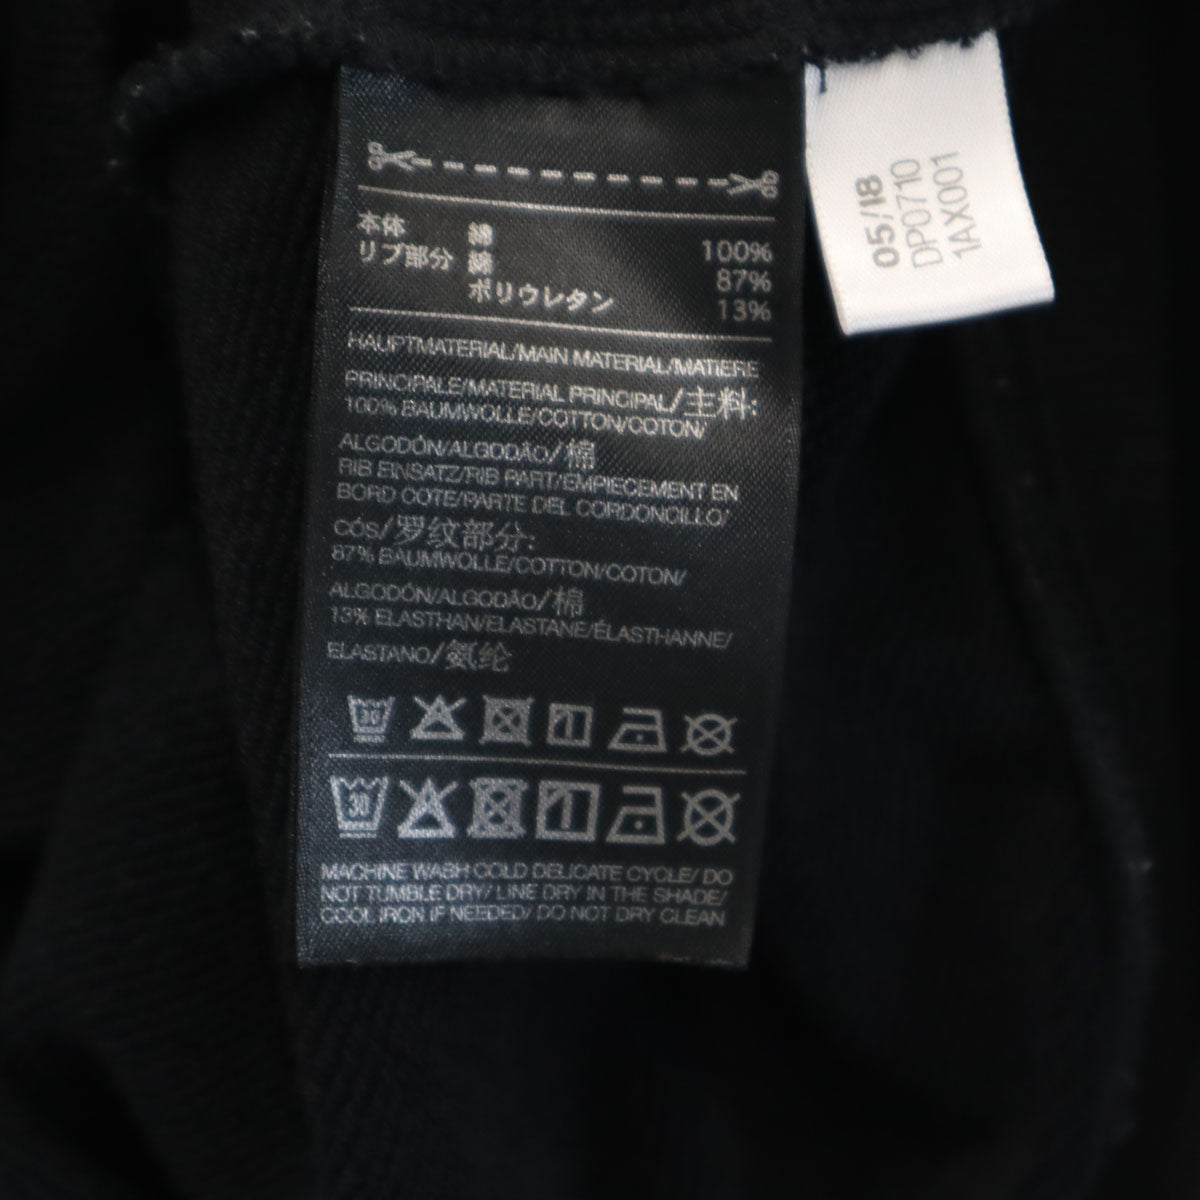 本体 綿 100%
リブ部分 綿 87%
ポリウレタン 13%
HAUPTMATERIAL/MAIN MATERIAL/MATIÈRE
PRINCIPALE/MATERIAL PRINCIPAL/主料:
100% BAUMWOLLE/COTTON/COTON/
ALGODÓN/ALGODÃO/棉
RIB EINSATZ/RIB PART/EMPIECEMENT EN
BORD COTE/PARTE DEL CORDONCILLO/
CÓS/罗纹部分:
87% BAUMWOLLE/COTTON/COTON/
ALGODÓN/ALGODÃO/棉
13% ELASTHAN/ELASTANE/ÉLASTHANNE/
ELASTANO/氨纶
30
30
MACHINE WASH COLD DELICATE CYCLE/ DO
NOT TUMBLE DRY/ LINE DRY IN THE SHADE/
COOL IRON IF NEEDED/ DO NOT DRY CLEAN
05/18
DP0710
1AX001